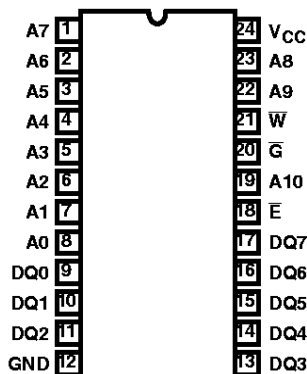 A7 1 24 VCC
A6 2 23 A8
A5 3 22 A9
A4 4 21 W̅
A3 5 20 G̅
A2 6 19 A10
A1 7 18 E̅
A0 8 17 DQ7
DQ0 9 16 DQ6
DQ1 10 15 DQ5
DQ2 11 14 DQ4
GND 12 13 DQ3